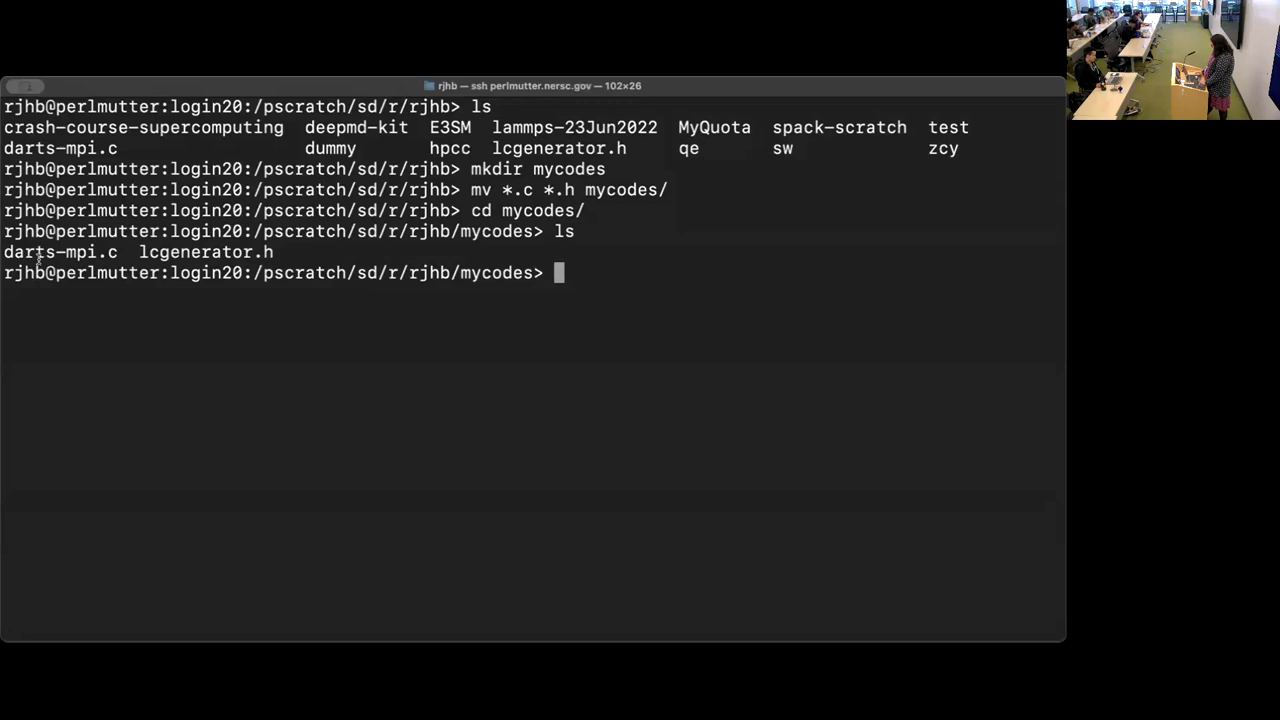 rjhb — ssh perlmutter.nersc.gov — 102×26
rjhb@perlmutter:login20:/pscratch/sd/r/rjhb> ls
crash-course-supercomputing deepmd-kit E3SM lammps-23Jun2022 MyQuota spack-scratch test
darts-mpi.c dummy hpcc lcgenerator.h qe sw zcy
rjhb@perlmutter:login20:/pscratch/sd/r/rjhb> mkdir mycodes
rjhb@perlmutter:login20:/pscratch/sd/r/rjhb> mv *.c *.h mycodes/
rjhb@perlmutter:login20:/pscratch/sd/r/rjhb> cd mycodes/
rjhb@perlmutter:login20:/pscratch/sd/r/rjhb/mycodes> ls
darts-mpi.c lcgenerator.h
rjhb@perlmutter:login20:/pscratch/sd/r/rjhb/mycodes>